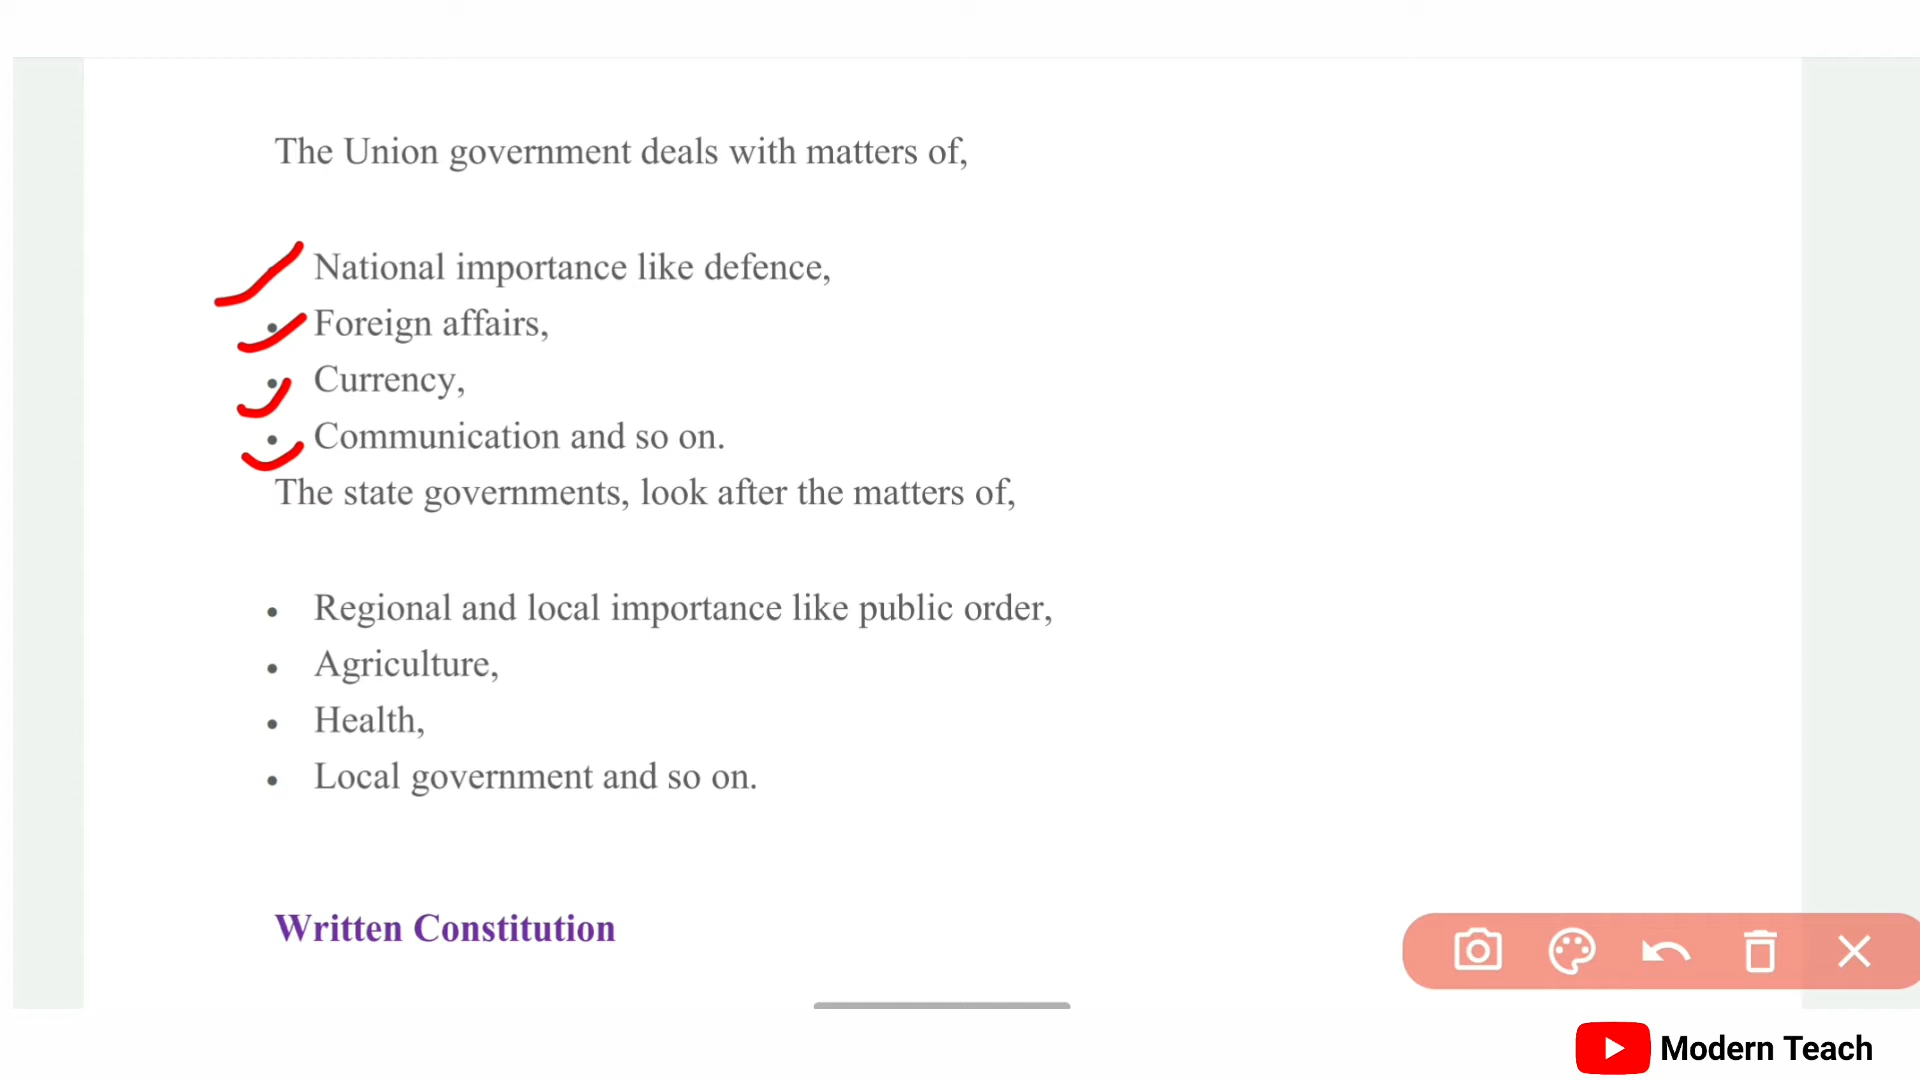 The Union government deals with matters of,
National importance like defence,
Foreign affairs,
Currency,
Communication and so on.
The state governments, look after the matters of,
Regional and local importance like public order,
Agriculture,
Health,
Local government and so on.
Written Constitution
Modern Teach